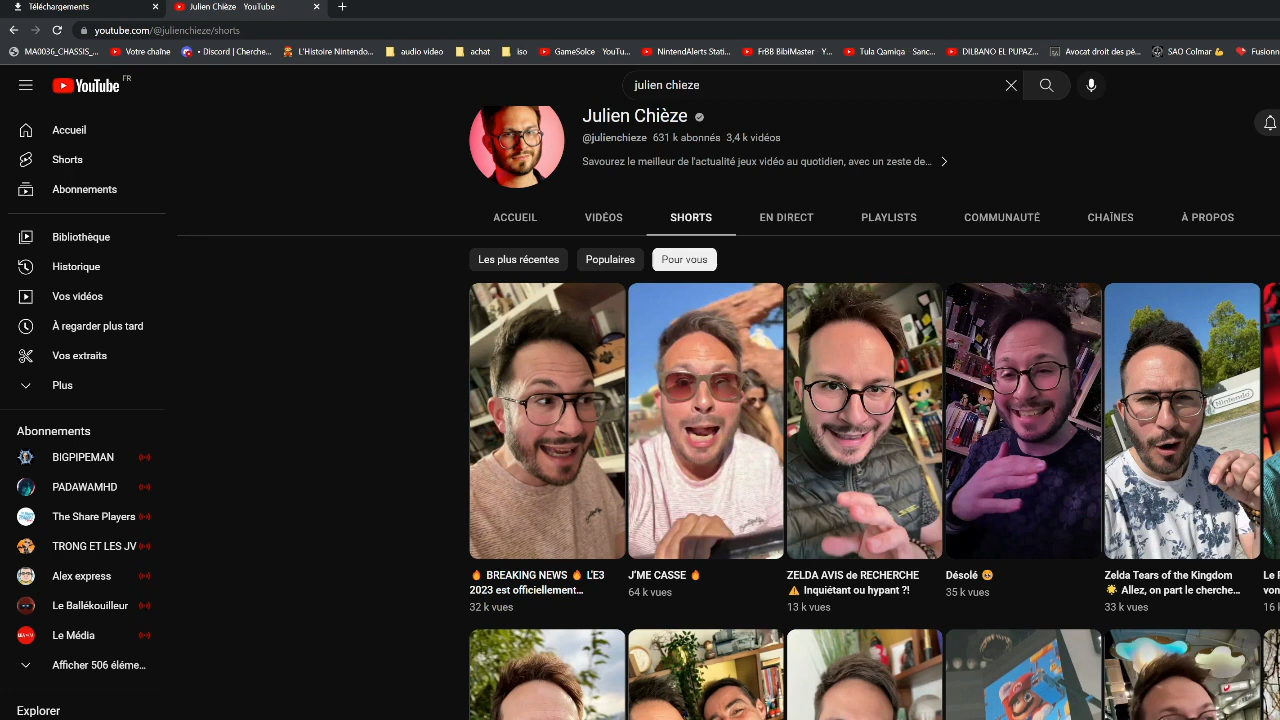 Téléchargements
Julien Chièze YouTube
youtube.com/@julienchieze/shorts
MA0036_CHASSIS_...
Votre chaîne
• Discord | Cherche...
L'Histoire Nintendo...
audio video
achat
iso
GameSolce YouTu...
NintendAlerts Stati...
FrBB BibiMaster Y...
Tula Qamiqa Sanc...
DILBANO EL PUPAZ...
Avocat droit des pè...
SAO Colmar
Fusionn
YouTube FR
julien chieze
Julien Chièze
@julienchieze 631 k abonnés 3,4 k vidéos
Savourez le meilleur de l'actualité jeux vidéo au quotidien, avec un zeste de...
ACCUEIL
VIDÉOS
SHORTS
EN DIRECT
PLAYLISTS
COMMUNAUTÉ
CHAÎNES
À PROPOS
Les plus récentes
Populaires
Pour vous
Accueil
Shorts
Abonnements
Bibliothèque
Historique
Vos vidéos
À regarder plus tard
Vos extraits
Plus
Abonnements
BIGPIPEMAN
PADAWAMHD
The Share Players
TRONG ET LES JV
Alex express
Le Ballékouilleur
Le Média
Afficher 506 éléme...
Explorer
Nintendo
🔥 BREAKING NEWS 🔥 L'E3
2023 est officiellement...
32 k vues
J'ME CASSE 🔥
64 k vues
ZELDA AVIS de RECHERCHE
⚠️ Inquiétant ou hypant ?!
13 k vues
Désolé
35 k vues
Zelda Tears of the Kingdom
🌟 Allez, on part le cherche...
33 k vues
von
16